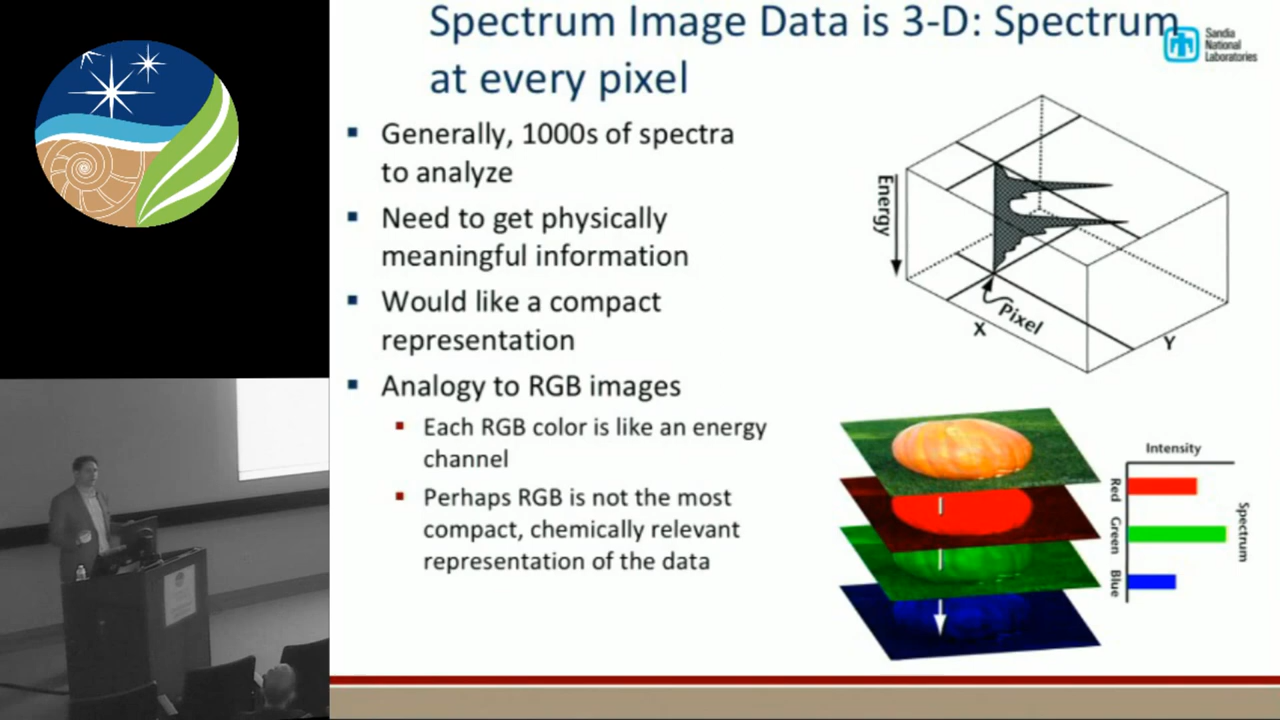 Spectrum Image Data is 3-D: Spectrum
at every pixel
Sandia
National
Laboratories
Generally, 1000s of spectra
to analyze
Need to get physically
meaningful information
Would like a compact
representation
Analogy to RGB images
Each RGB color is like an energy
channel
Perhaps RGB is not the most
compact, chemically relevant
representation of the data
Energy
Pixel
X
Y
Intensity
Red
Green
Blue
Spectrum